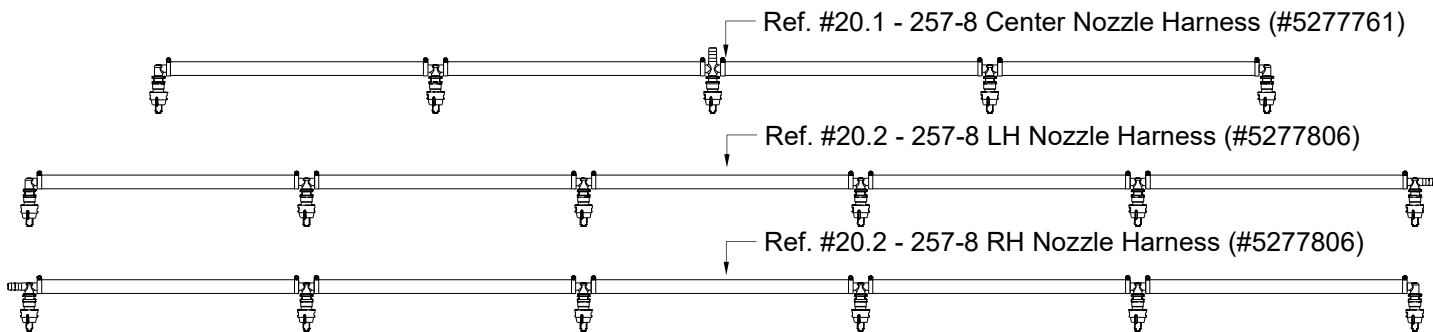 Ref. #20.1 - 257-8 Center Nozzle Harness (#5277761)
Ref. #20.2 - 257-8 LH Nozzle Harness (#5277806)
Ref. #20.2 - 257-8 RH Nozzle Harness (#5277806)